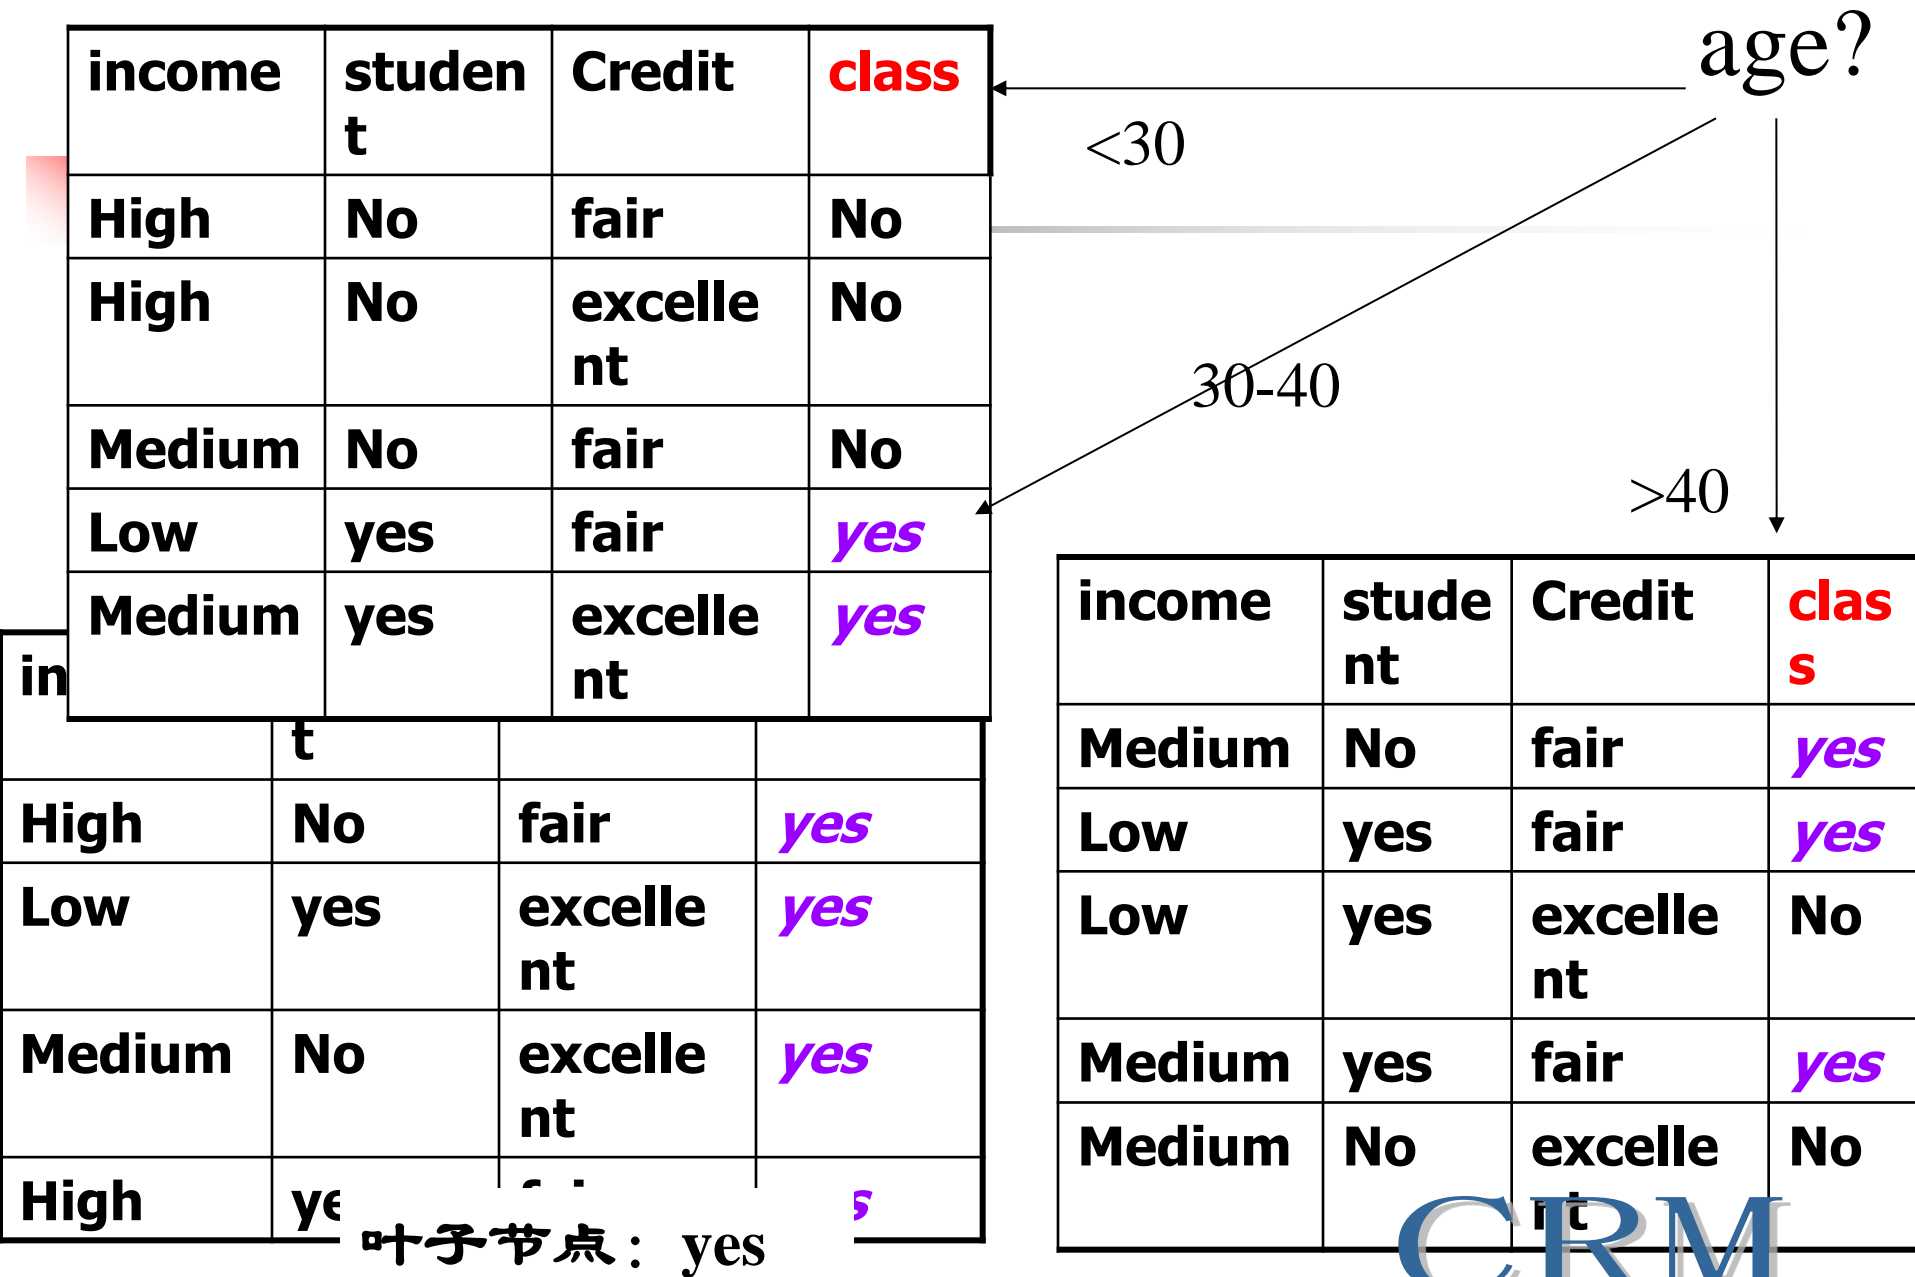 age?
<30
30-40
>40
income studen Credit class
t
High No fair No
High No excelle No
nt
Medium No fair No
Low yes fair yes
Medium yes excelle yes
nt
in
t
High No fair yes
Low yes excelle yes
nt
Medium No excelle yes
nt
High
叶子节点：yes
income stude Credit clas
nt s
Medium No fair yes
Low yes fair yes
Low yes excelle No
nt
Medium yes fair yes
Medium No excelle No
nt
CRM